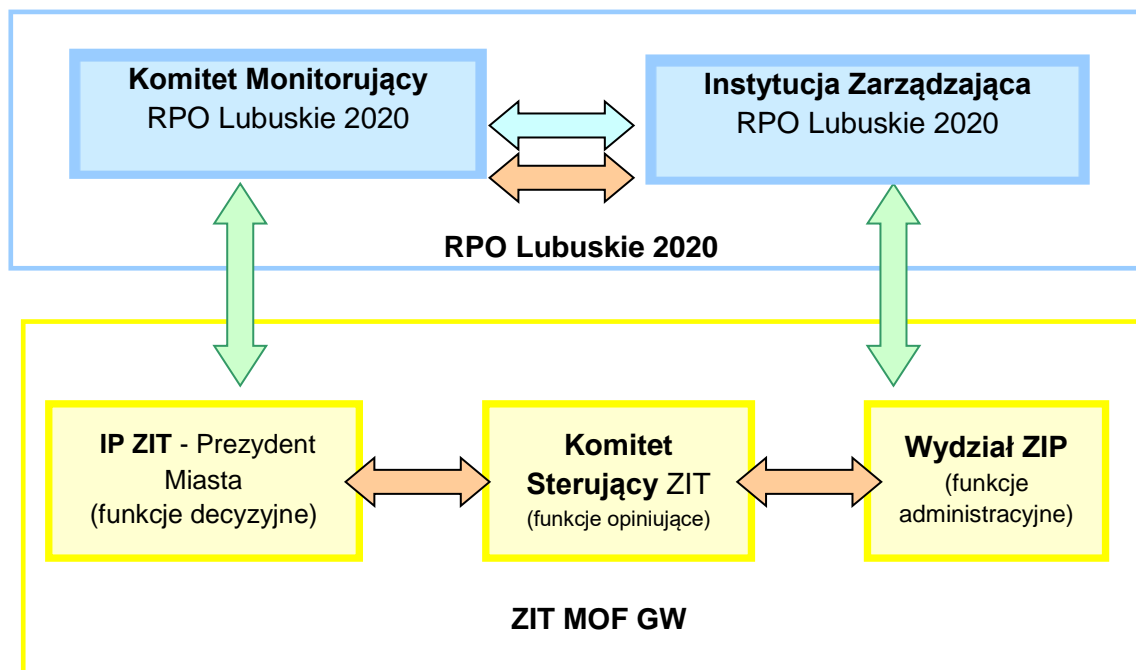 Komitet Monitorujący
RPO Lubuskie 2020
Instytucja Zarządzająca
RPO Lubuskie 2020
RPO Lubuskie 2020
IP ZIT - Prezydent
Miasta
(funkcje decyzyjne)
Komitet
Sterujący ZIT
(funkcje opiniujące)
Wydział ZIP
(funkcje
administracyjne)
ZIT MOF GW